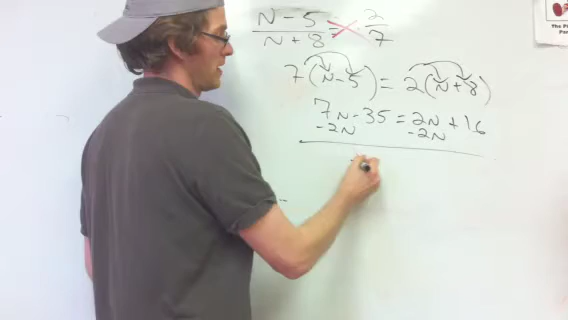 N - 5 / N + 8 = 2 / 7
7(N - 5) = 2(N + 8)
7N - 35 = 2N + 16
-2N -2N